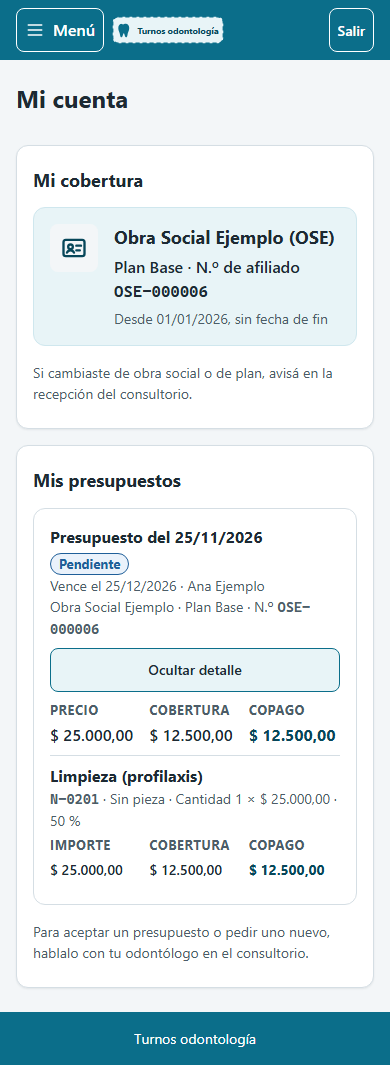 Menú
Turnos odontología
Salir
Mi cuenta
Mi cobertura
Obra Social Ejemplo (OSE)
Plan Base · N.º de afiliado
OSE-000006
Desde 01/01/2026, sin fecha de fin
Si cambiaste de obra social o de plan, avisá en la
recepción del consultorio.
Mis presupuestos
Presupuesto del 25/11/2026
Pendiente
Vence el 25/12/2026 · Ana Ejemplo
Obra Social Ejemplo · Plan Base · N.º OSE-
000006
Ocultar detalle
PRECIO COBERTURA COPAGO
$ 25.000,00 $ 12.500,00 $ 12.500,00
Limpieza (profilaxis)
N-0201 · Sin pieza · Cantidad 1 × $ 25.000,00 ·
50 %
IMPORTE COBERTURA COPAGO
$ 25.000,00 $ 12.500,00 $ 12.500,00
Para aceptar un presupuesto o pedir uno nuevo,
hablalo con tu odontólogo en el consultorio.
Turnos odontología